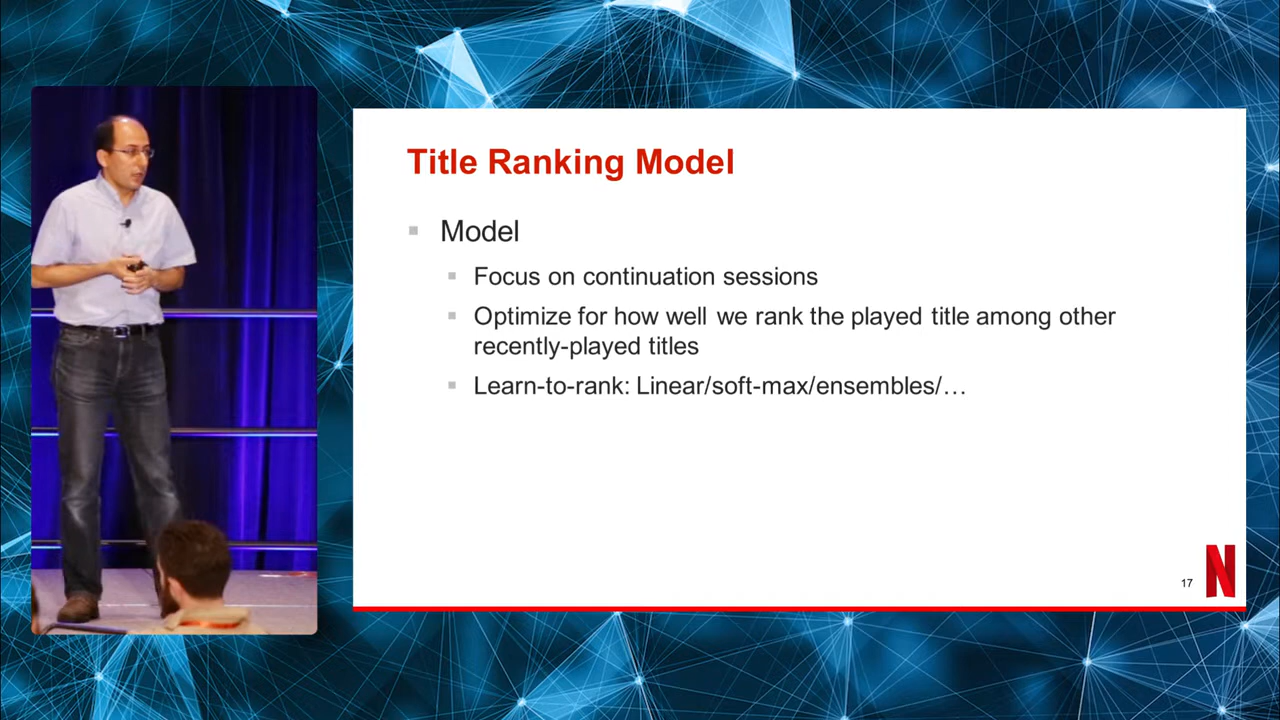 Title Ranking Model
Model
Focus on continuation sessions
Optimize for how well we rank the played title among other
recently-played titles
Learn-to-rank: Linear/soft-max/ensembles/…
17
N